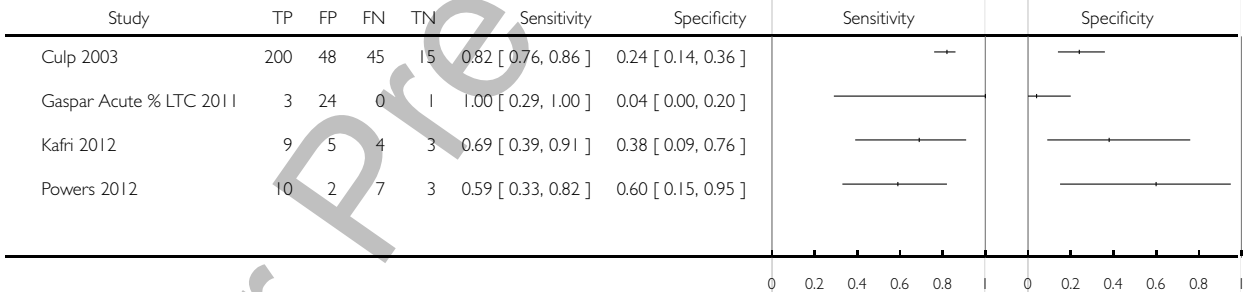 Study TP FP FN TN Sensitivity Specificity Sensitivity Specificity
Culp 2003 200 48 45 15 0.82 [ 0.76, 0.86 ] 0.24 [ 0.14, 0.36 ]
Gaspar Acute % LTC 2011 3 24 0 1 1.00 [ 0.29, 1.00 ] 0.04 [ 0.00, 0.20 ]
Kafri 2012 9 5 4 3 0.69 [ 0.39, 0.91 ] 0.38 [ 0.09, 0.76 ]
Powers 2012 10 2 7 3 0.59 [ 0.33, 0.82 ] 0.60 [ 0.15, 0.95 ]
0 0.2 0.4 0.6 0.8 1 0 0.2 0.4 0.6 0.8 1
r Pre